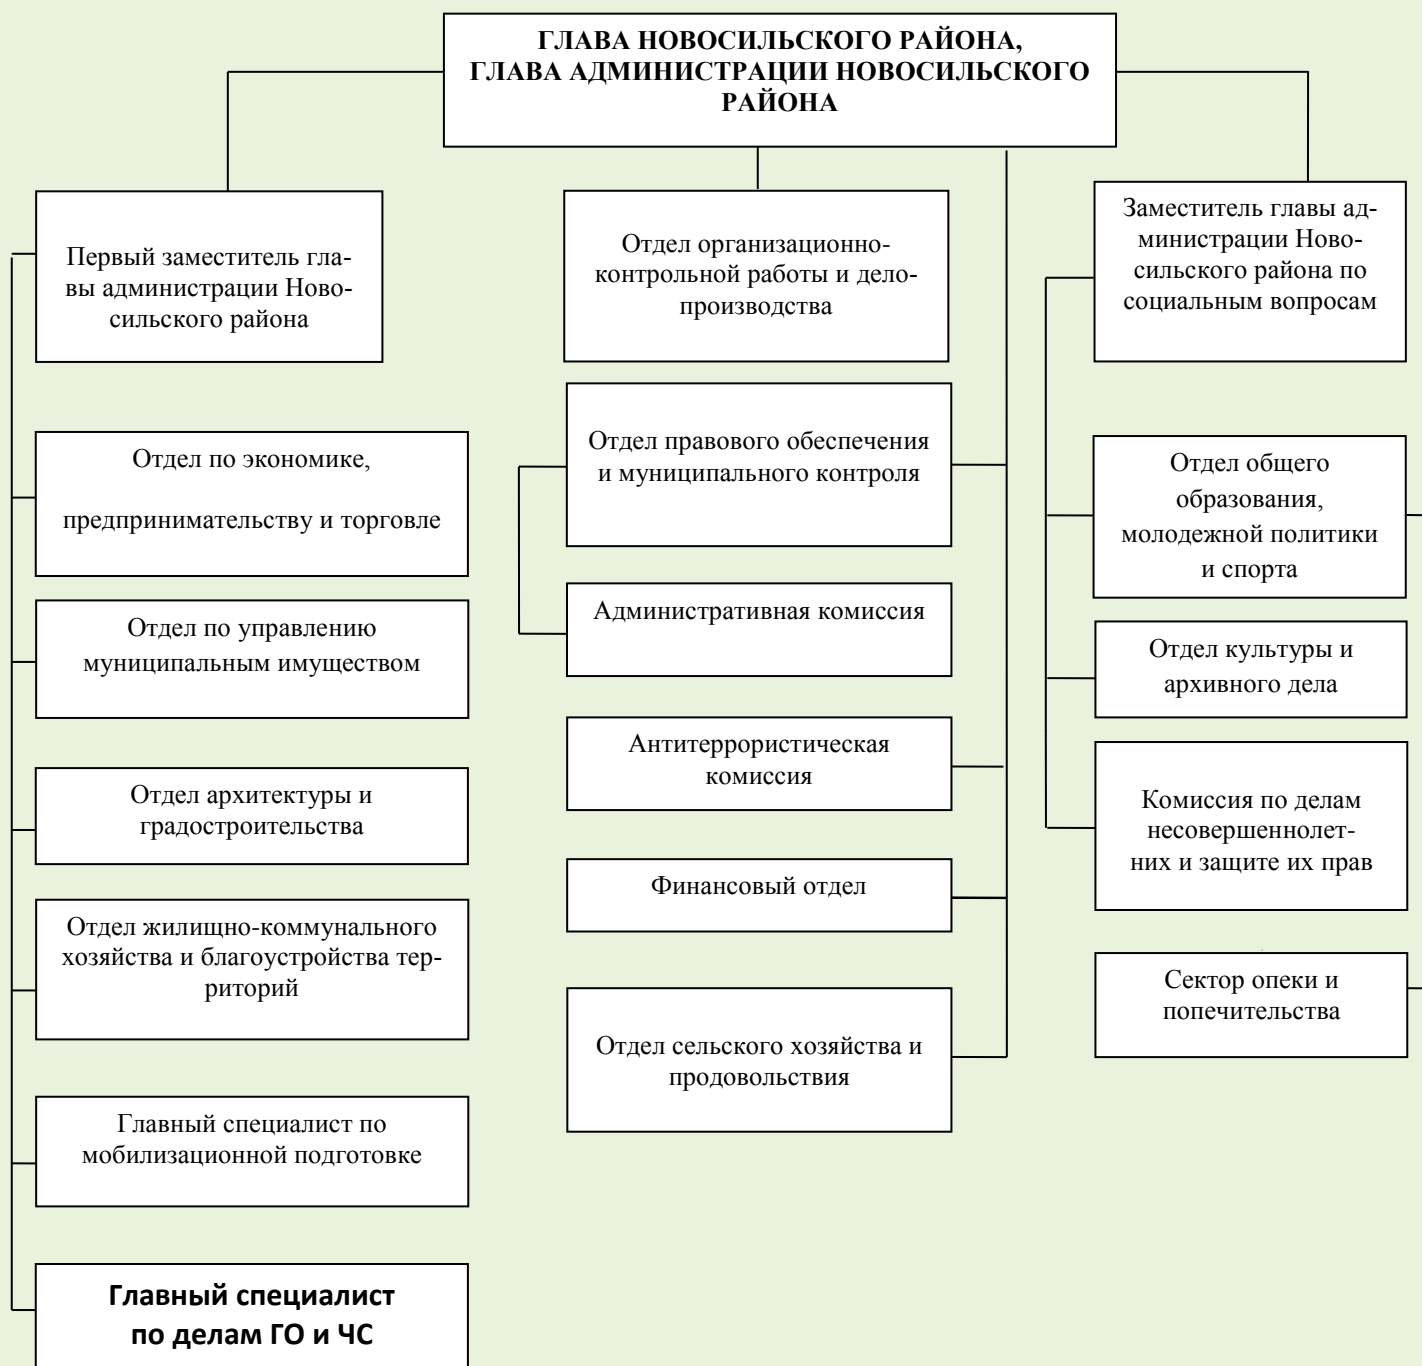 ГЛАВА НОВОСИЛЬСКОГО РАЙОНА,
ГЛАВА АДМИНИСТРАЦИИ НОВОСИЛЬСКОГО
РАЙОНА
Первый заместитель гла-
вы администрации Ново-
сильского района
Отдел организационно-
контрольной работы и дело-
производства
Заместитель главы ад-
министрации Ново-
сильского района по
социальным вопросам
Отдел по экономике,
предпринимательству и торговле
Отдел по управлению
муниципальным имуществом
Отдел архитектуры и
градостроительства
Отдел жилищно-коммунального
хозяйства и благоустройства тер-
риторий
Главный специалист по
мобилизационной подготовке
Главный специалист
по делам ГО и ЧС
Отдел правового обеспечения
и муниципального контроля
Административная комиссия
Антитеррористическая
комиссия
Финансовый отдел
Отдел сельского хозяйства и
продовольствия
Отдел общего
образования,
молодежной политики
и спорта
Отдел культуры и
архивного дела
Комиссия по делам
несовершеннолет-
них и защите их прав
Сектор опеки и
попечительства